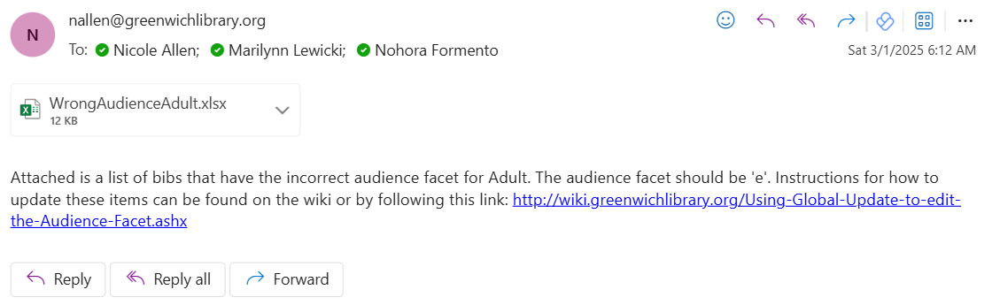 N
nallen@greenwichlibrary.org
To: Nicole Allen; Marilynn Lewicki; Nohora Formento
Sat 3/1/2025 6:12 AM
WrongAudienceAdult.xlsx
12 KB
Attached is a list of bibs that have the incorrect audience facet for Adult. The audience facet should be 'e'. Instructions for how to
update these items can be found on the wiki or by following this link: http://wiki.greenwichlibrary.org/Using-Global-Update-to-edit-
the-Audience-Facet.ashx
Reply Reply all Forward